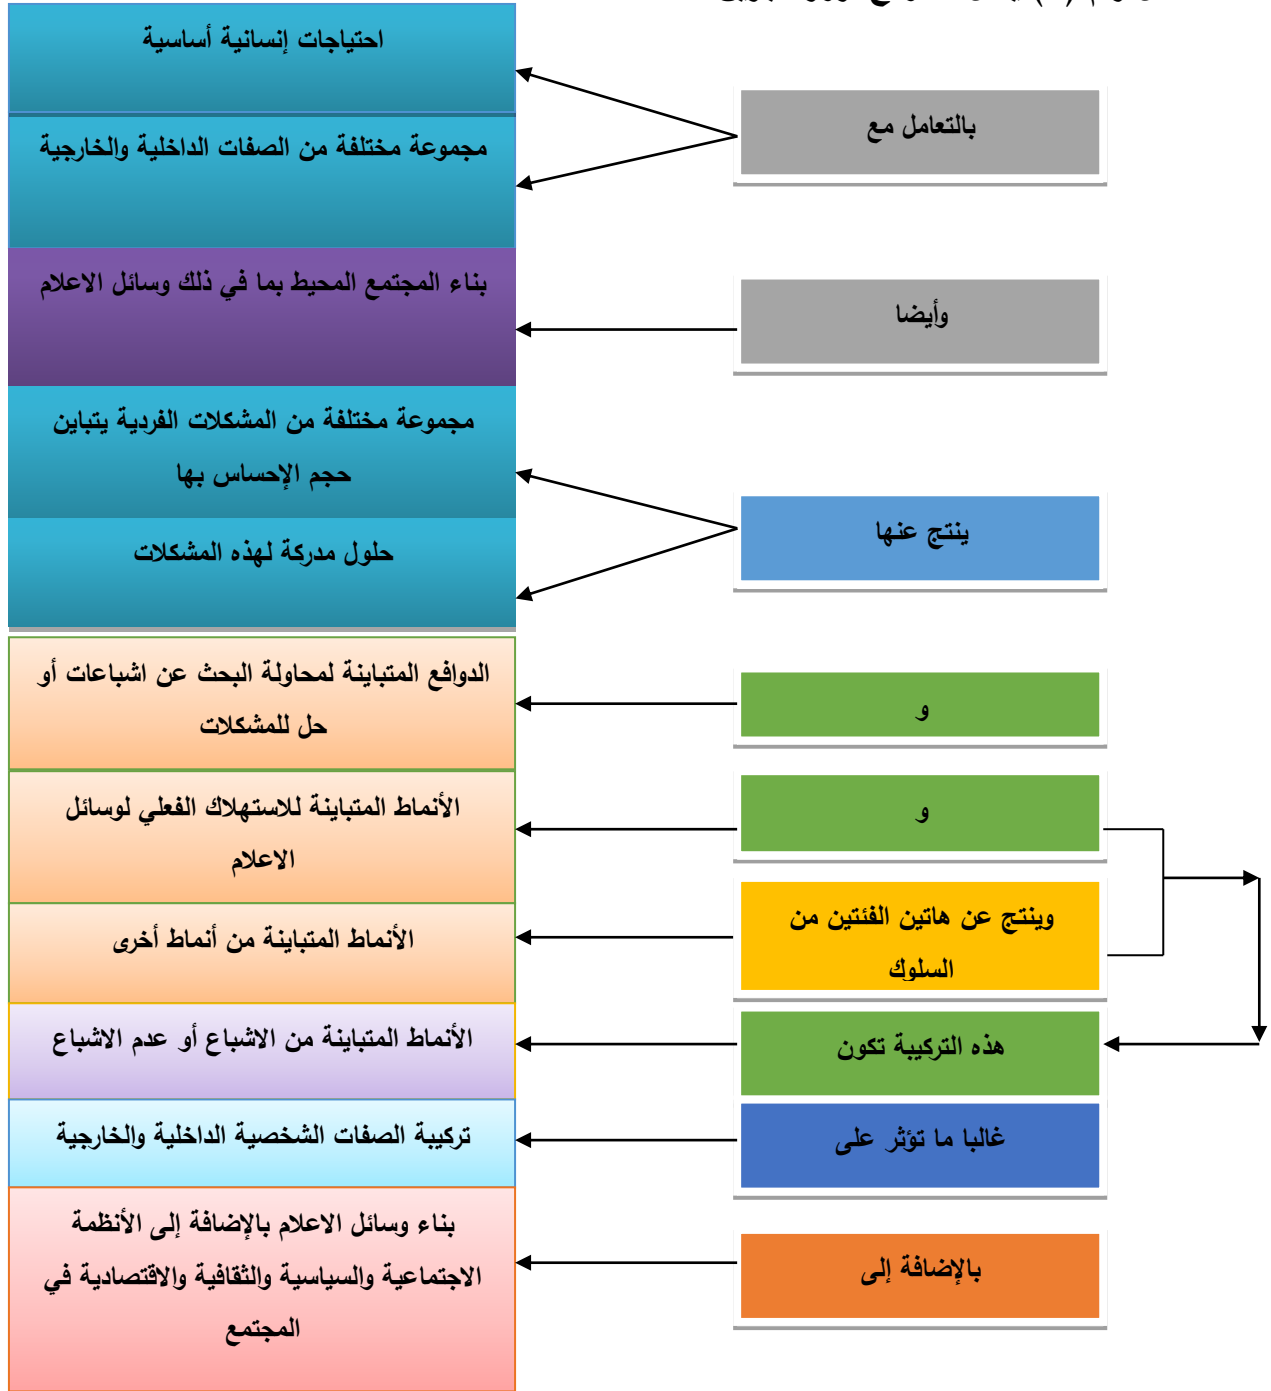 احتياجات إنسانية أساسية
بالتعامل مع
مجموعة مختلفة من الصفات الداخلية والخارجية
وأيضا
بناء المجتمع المحيط بما في ذلك وسائل الاعلام
ينتج عنها
مجموعة مختلفة من المشكلات الفردية يتباين
حجم الإحساس بها
حلول مدركة لهذه المشكلات
و
الدوافع المتباينة لمحاولة البحث عن اشباعات أو
حل للمشكلات
و
الأنماط المتباينة للاستهلاك الفعلي لوسائل
الاعلام
وينتج عن هاتين الفئتين من
السلوك
الأنماط المتباينة من أنماط أخرى
هذه التركيبة تكون
الأنماط المتباينة من الاشباع أو عدم الاشباع
غالبا ما تؤثر على
تركيبة الصفات الشخصية الداخلية والخارجية
بالإضافة إلى
بناء وسائل الاعلام بالإضافة إلى الأنظمة
الاجتماعية والسياسية والثقافية والاقتصادية في
المجتمع